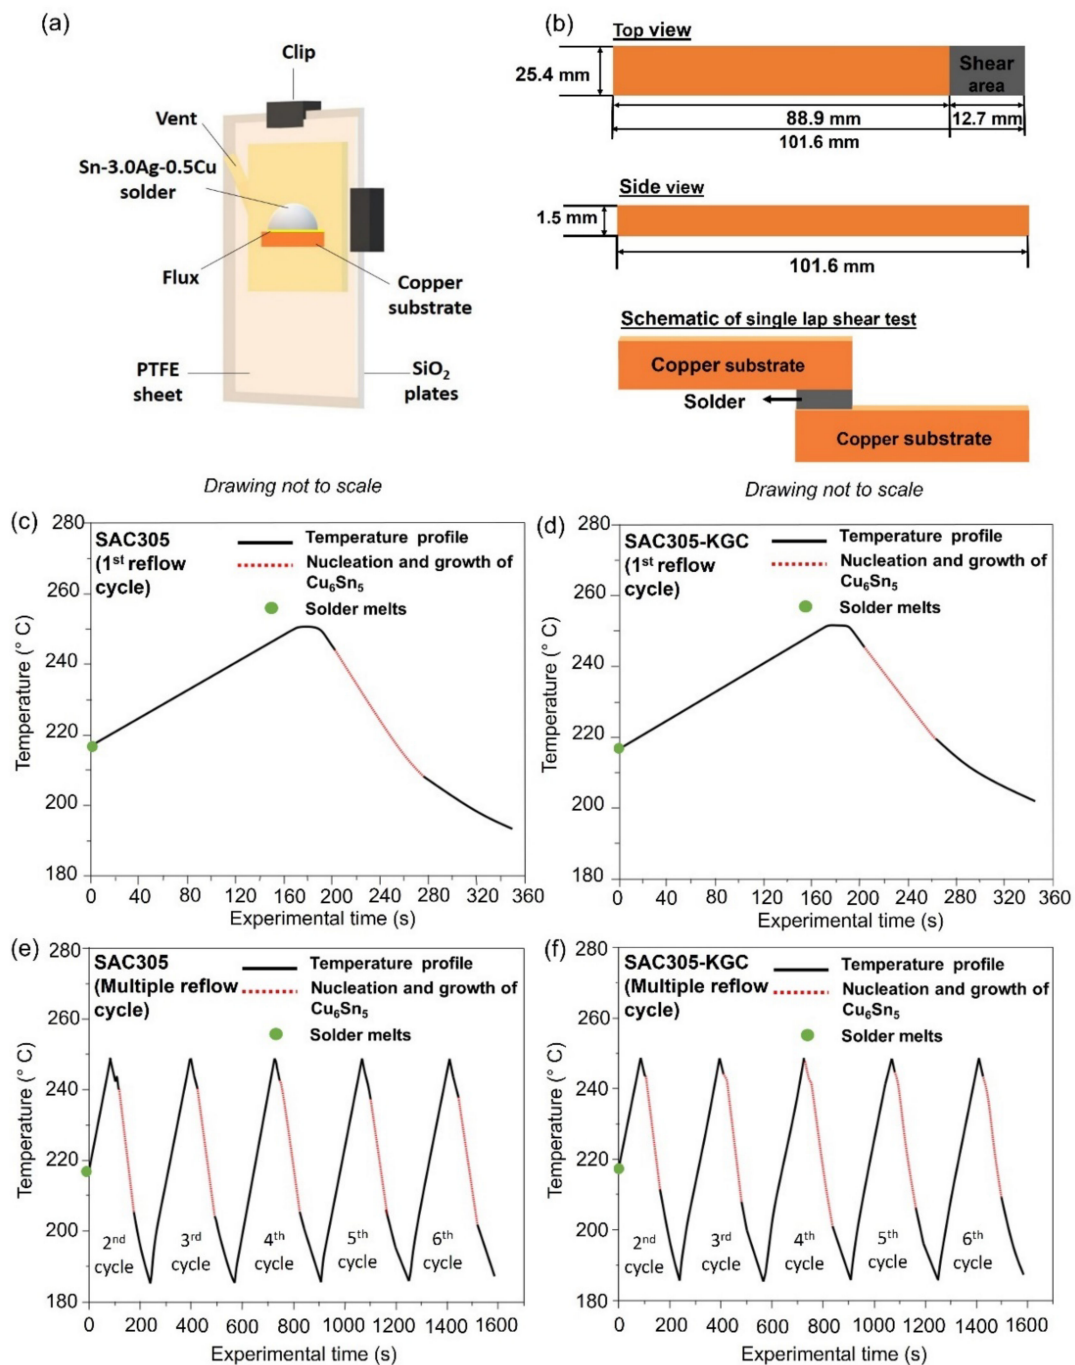 (a)
Clip
Vent
Sn-3.0Ag-0.5Cu
solder
Flux
Copper
substrate
PTFE
sheet
SiO2
plates
Drawing not to scale
(b)
Top view
25.4 mm
Shear
area
88.9 mm
12.7 mm
101.6 mm
Side view
1.5 mm
101.6 mm
Schematic of single lap shear test
Copper substrate
Solder
Copper substrate
Drawing not to scale
(c)
SAC305
(1st reflow
cycle)
Temperature profile
Nucleation and growth of
Cu6Sn5
Solder melts
Temperature (° C)
280
260
240
220
200
180
0 40 80 120 160 200 240 280 320 360
Experimental time (s)
(d)
SAC305-KGC
(1st reflow
cycle)
Temperature profile
Nucleation and growth of
Cu6Sn5
Solder melts
Temperature (° C)
280
260
240
220
200
180
0 40 80 120 160 200 240 280 320 360
Experimental time (s)
(e)
SAC305
(Multiple reflow
cycle)
Temperature profile
Nucleation and growth of
Cu6Sn5
Solder melts
Temperature (° C)
280
260
240
220
200
180
2nd cycle
3rd cycle
4th cycle
5th cycle
6th cycle
0 200 400 600 800 1000 1200 1400 1600
Experimental time (s)
(f)
SAC305-KGC
(Multiple reflow
cycle)
Temperature profile
Nucleation and growth of
Cu6Sn5
Solder melts
Temperature (° C)
280
260
240
220
200
180
2nd cycle
3rd cycle
4th cycle
5th cycle
6th cycle
0 200 400 600 800 1000 1200 1400 1600
Experimental time (s)